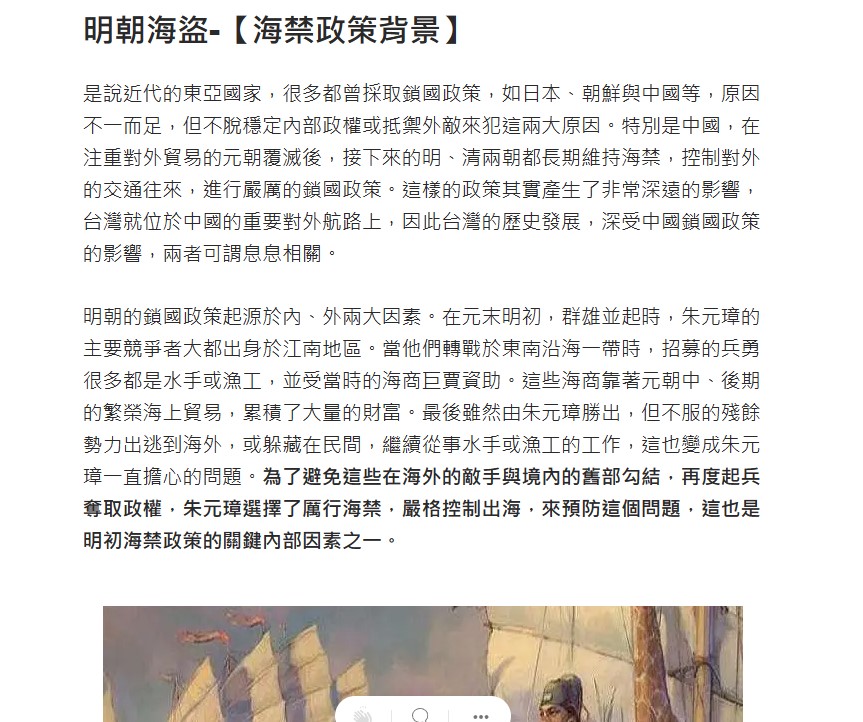 明朝海盜-【海禁政策背景】
是說近代的東亞國家，很多都曾採取鎖國政策，如日本、朝鮮與中國等，原因
不一而足，但不脫穩定內部政權或抵禦外敵來犯這兩大原因。特別是中國，在
注重對外貿易的元朝覆滅後，接下來的明、清兩朝都長期維持海禁，控制對外
的交通往來，進行嚴厲的鎖國政策。這樣的政策其實產生了非常深遠的影響，
台灣就位於中國的重要對外航路上，因此台灣的歷史發展，深受中國鎖國政策
的影響，兩者可謂息息相關。
明朝的鎖國政策起源於內、外兩大因素。在元末明初，群雄並起時，朱元璋的
主要競爭者大都出身於江南地區。當他們轉戰於東南沿海一帶時，招募的兵勇
很多都是水手或漁工，並受當時的海商巨賈資助。這些海商靠著元朝中、後期
的繁榮海上貿易，累積了大量的財富。最後雖然由朱元璋勝出，但不服的殘餘
勢力出逃到海外，或躲藏在民間，繼續從事水手或漁工的工作，這也變成朱元
璋一直擔心的問題。為了避免這些在海外的敵手與境內的舊部勾結，再度起兵
奪取政權，朱元璋選擇了厲行海禁，嚴格控制出海，來預防這個問題，這也是
明初海禁政策的關鍵內部因素之一。